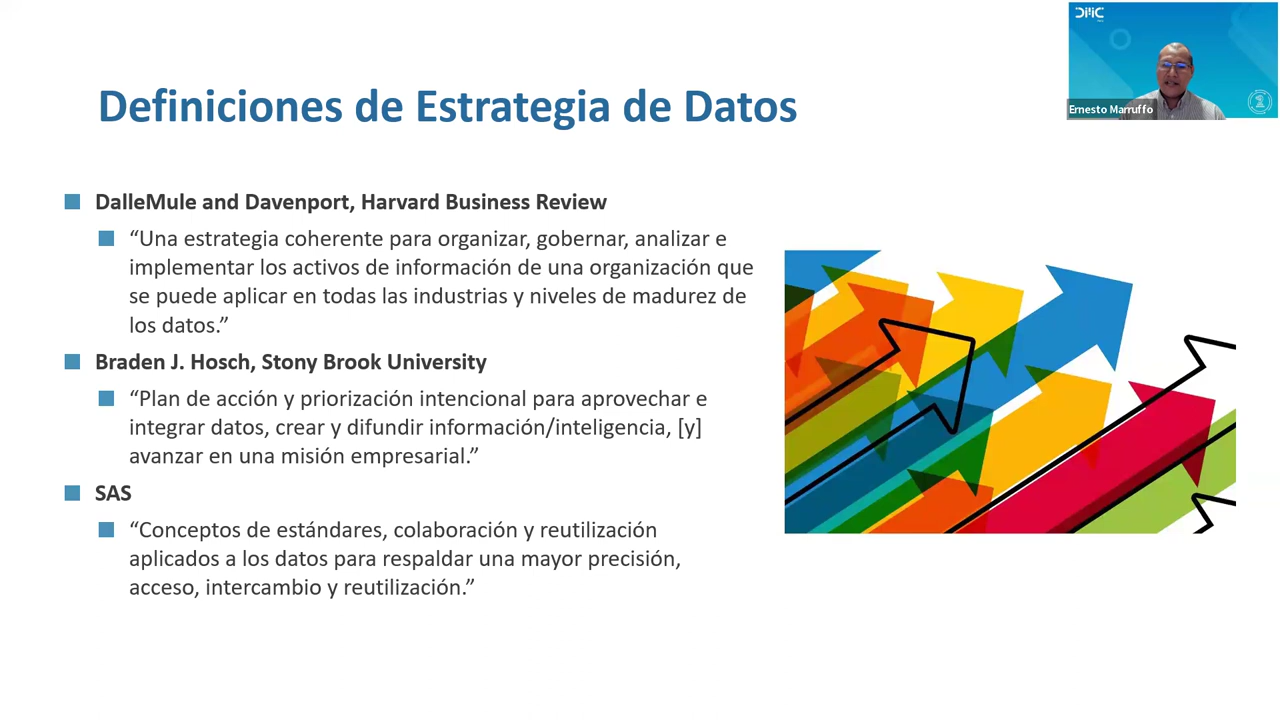 DMC
Ernesto Marruffo
Definiciones de Estrategia de Datos
DalleMule and Davenport, Harvard Business Review
“Una estrategia coherente para organizar, gobernar, analizar e
implementar los activos de información de una organización que
se puede aplicar en todas las industrias y niveles de madurez de
los datos.”
Braden J. Hosch, Stony Brook University
“Plan de acción y priorización intencional para aprovechar e
integrar datos, crear y difundir información/inteligencia, [y]
avanzar en una misión empresarial.”
SAS
“Conceptos de estándares, colaboración y reutilización
aplicados a los datos para respaldar una mayor precisión,
acceso, intercambio y reutilización.”